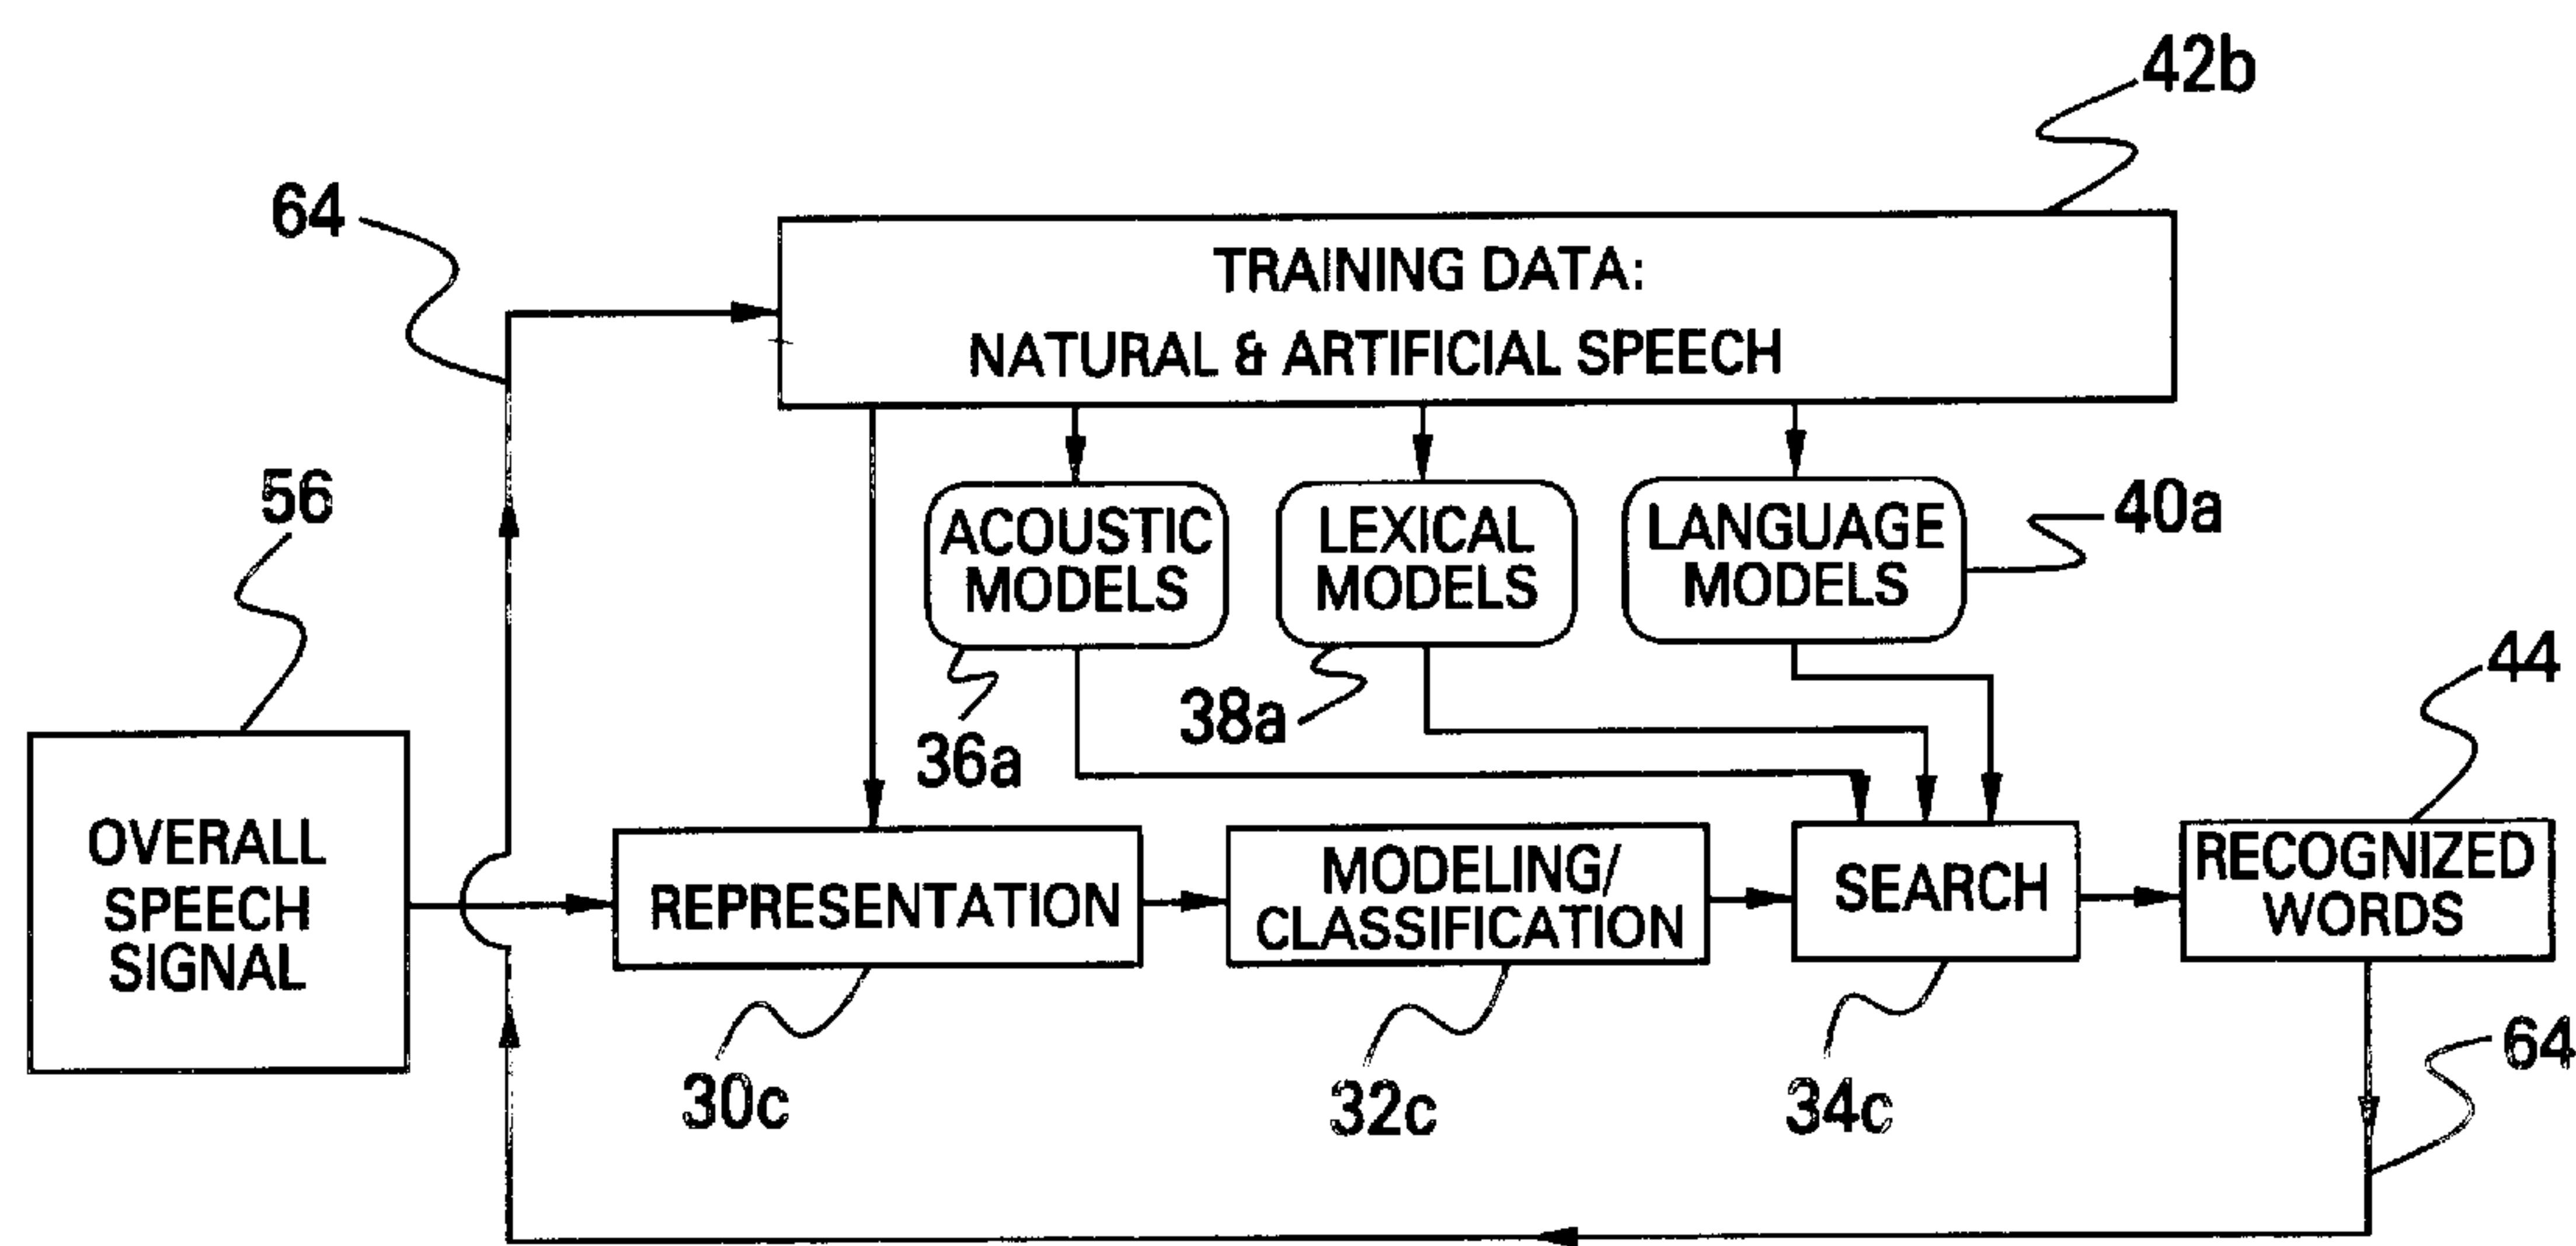 42b
64
TRAINING DATA:
NATURAL & ARTIFICIAL SPEECH
56
ACOUSTIC
MODELS
LEXICAL
MODELS
LANGUAGE
MODELS
40a
44
36a
38a
OVERALL
SPEECH
SIGNAL
REPRESENTATION
MODELING/
CLASSIFICATION
SEARCH
RECOGNIZED
WORDS
30c
32c
34c
64